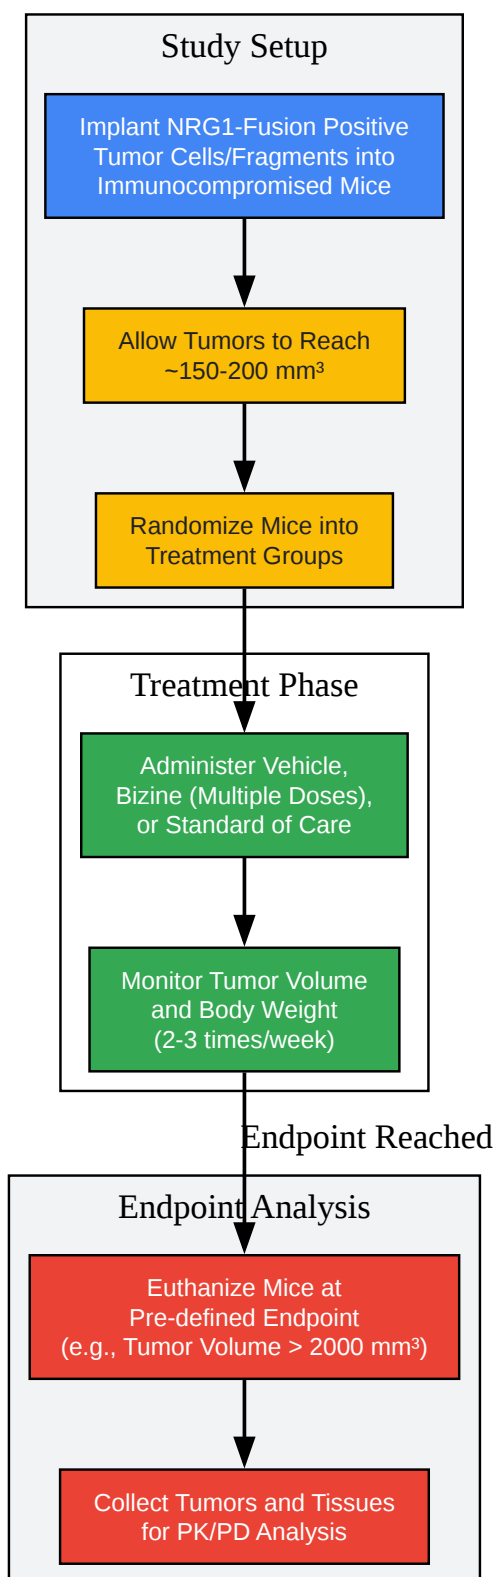 Study Setup
Implant NRG1-Fusion Positive
Tumor Cells/Fragments into
Immunocompromised Mice
Allow Tumors to Reach
~150-200 mm³
Randomize Mice into
Treatment Groups
Treatment Phase
Administer Vehicle,
Bizine (Multiple Doses),
or Standard of Care
Monitor Tumor Volume
and Body Weight
(2-3 times/week)
Endpoint Reached
Endpoint Analysis
Euthanize Mice at
Pre-defined Endpoint
(e.g., Tumor Volume > 2000 mm³)
Collect Tumors and Tissues
for PK/PD Analysis